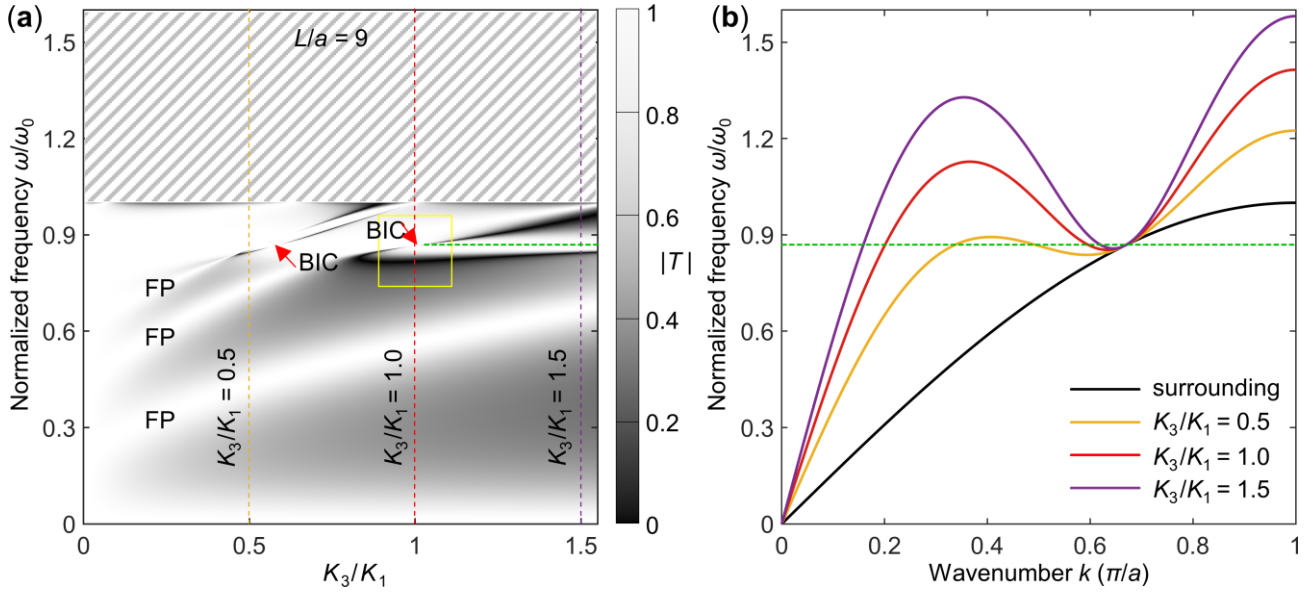 (a)
L/a = 9
BIC
BIC
FP
FP
FP
K₃/K₁ = 0.5
K₃/K₁ = 1.0
K₃/K₁ = 1.5
Normalized frequency ω/ω₀
0
0.3
0.6
0.9
1.2
1.5
0
0.5
1
1.5
K₃/K₁
1
0.8
0.6
|T|
0.4
0.2
0
(b)
Normalized frequency ω/ω₀
1.5
1.2
0.9
0.6
0.3
0
surrounding
K₃/K₁ = 0.5
K₃/K₁ = 1.0
K₃/K₁ = 1.5
0
0.2
0.4
0.6
0.8
1
Wavenumber k (π/a)